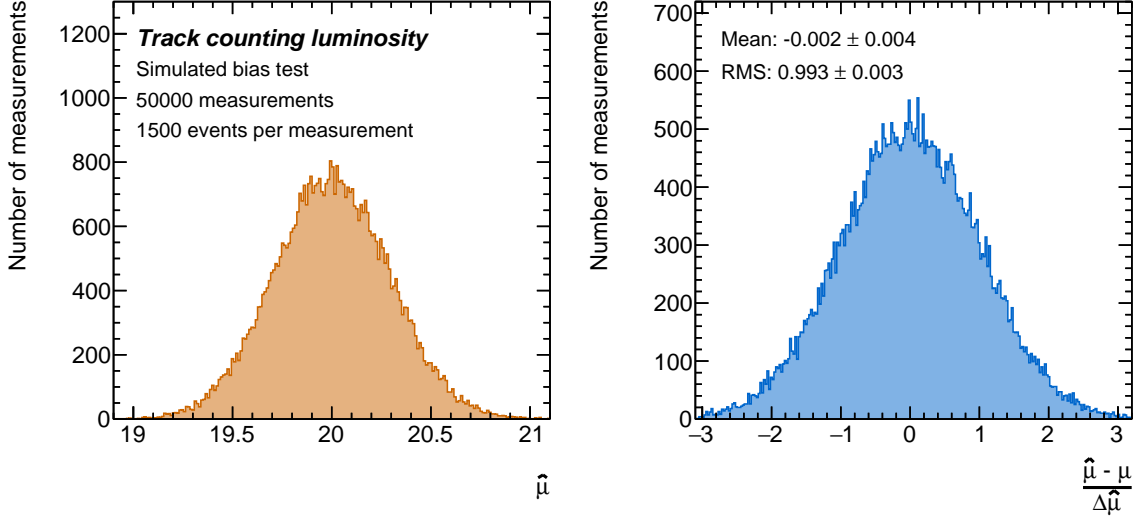 Number of measurements
1200
1000
800
600
400
200
0
Track counting luminosity
Simulated bias test
50000 measurements
1500 events per measurement
19
19.5
20
20.5
21
μ̂
Number of measurements
700
600
500
400
300
200
100
0
Mean: -0.002 ± 0.004
RMS: 0.993 ± 0.003
−3
−2
−1
0
1
2
3
μ̂ - μ
Δμ̂